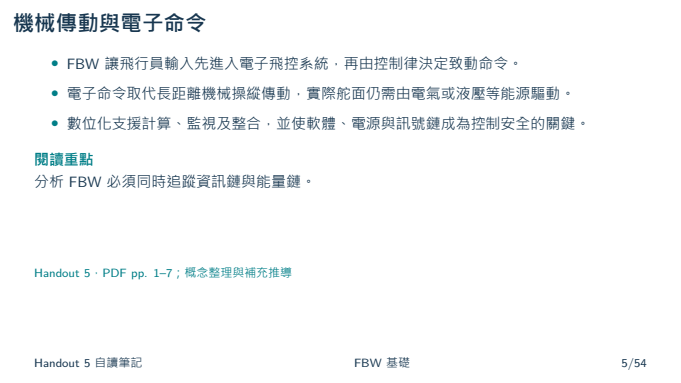 機械傳動與電子命令
• FBW 讓飛行員輸入先進入電子飛控系統，再由控制律決定致動命令。
• 電子命令取代長距離機械操縱傳動，實際舵面仍需由電氣或液壓等能源驅動。
• 數位化支援計算、監視及整合，並使軟體、電源與訊號鏈成為控制安全的關鍵。
閱讀重點
分析 FBW 必須同時追蹤資訊鏈與能量鏈。
Handout 5 · PDF pp. 1–7；概念整理與補充推導
Handout 5 自讀筆記
FBW 基礎
5/54